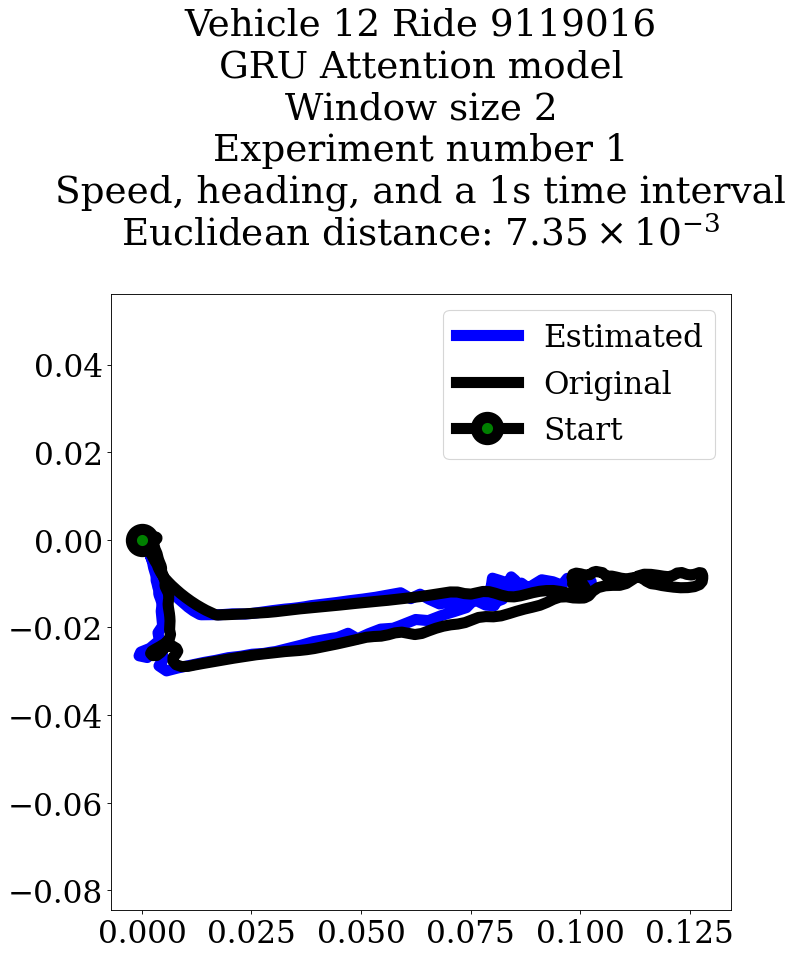 Vehicle 12 Ride 9119016
GRU Attention model
Window size 2
Experiment number 1
Speed, heading, and a 1s time interval
Euclidean distance: 7.35 × 10⁻³
Estimated
Original
Start
0.04
0.02
0.00
−0.02
−0.04
−0.06
−0.08
0.000 0.025 0.050 0.075 0.100 0.125